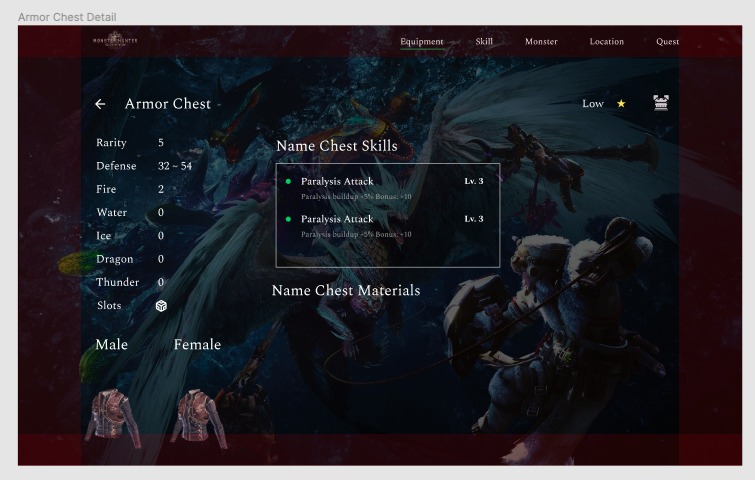 Armor Chest Detail
MONSTER HUNTER
Equipment Skill Monster Location Quest
Armor Chest
Low
Rarity 5
Defense 32 ~ 54
Fire 2
Water 0
Ice 0
Dragon 0
Thunder 0
Slots
Male Female
Name Chest Skills
Paralysis Attack Lv. 3
Paralysis buildup +5% Bonus: +10
Paralysis Attack Lv. 3
Paralysis buildup +5% Bonus: +10
Name Chest Materials